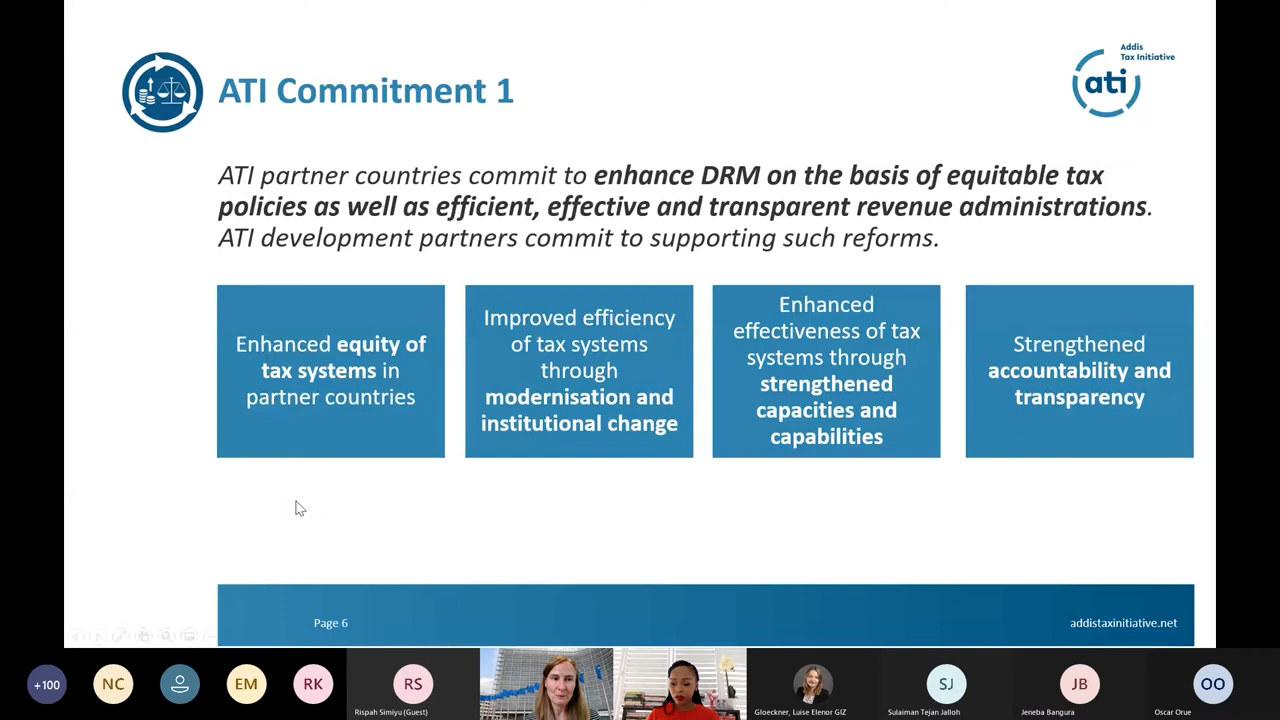 ATI Commitment 1
Addis
Tax Initiative
ati
ATI partner countries commit to enhance DRM on the basis of equitable tax
policies as well as efficient, effective and transparent revenue administrations.
ATI development partners commit to supporting such reforms.
Enhanced equity of
tax systems in
partner countries
Improved efficiency
of tax systems
through
modernisation and
institutional change
Enhanced
effectiveness of tax
systems through
strengthened
capacities and
capabilities
Strengthened
accountability and
transparency
Page 6
addistaxinitiative.net
+100
NC
EM
RK
RS
Rispah Simiyu (Guest)
Gloeckner, Luise Elenor GIZ
SJ
Sulaiman Tejan Jalloh
JB
Jeneba Bangura
OO
Oscar Orue